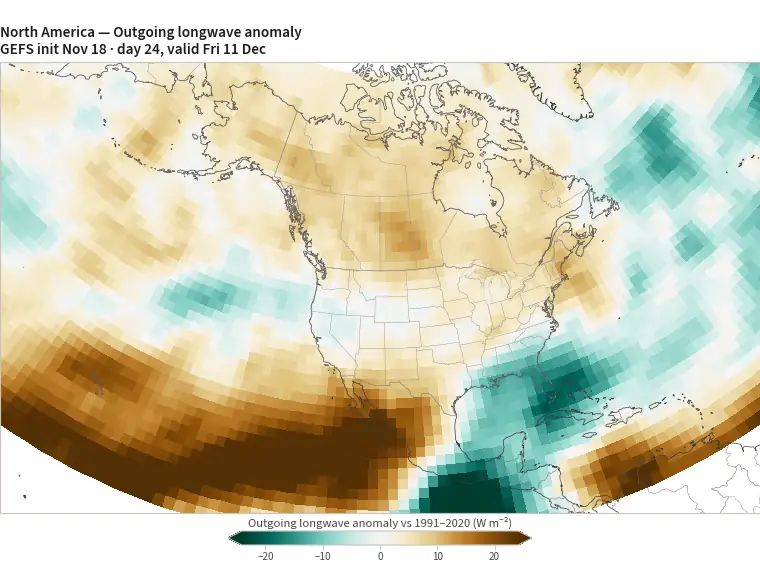 North America — Outgoing longwave anomaly
GEFS init Nov 18 · day 24, valid Fri 11 Dec
Outgoing longwave anomaly vs 1991–2020 (W m⁻²)
−20 −10 0 10 20